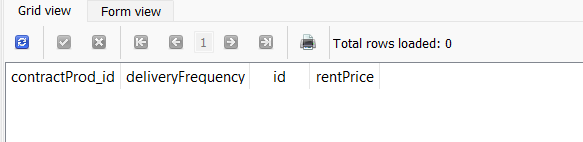 Grid view Form view
1 Total rows loaded: 0
contractProd_id deliveryFrequency id rentPrice